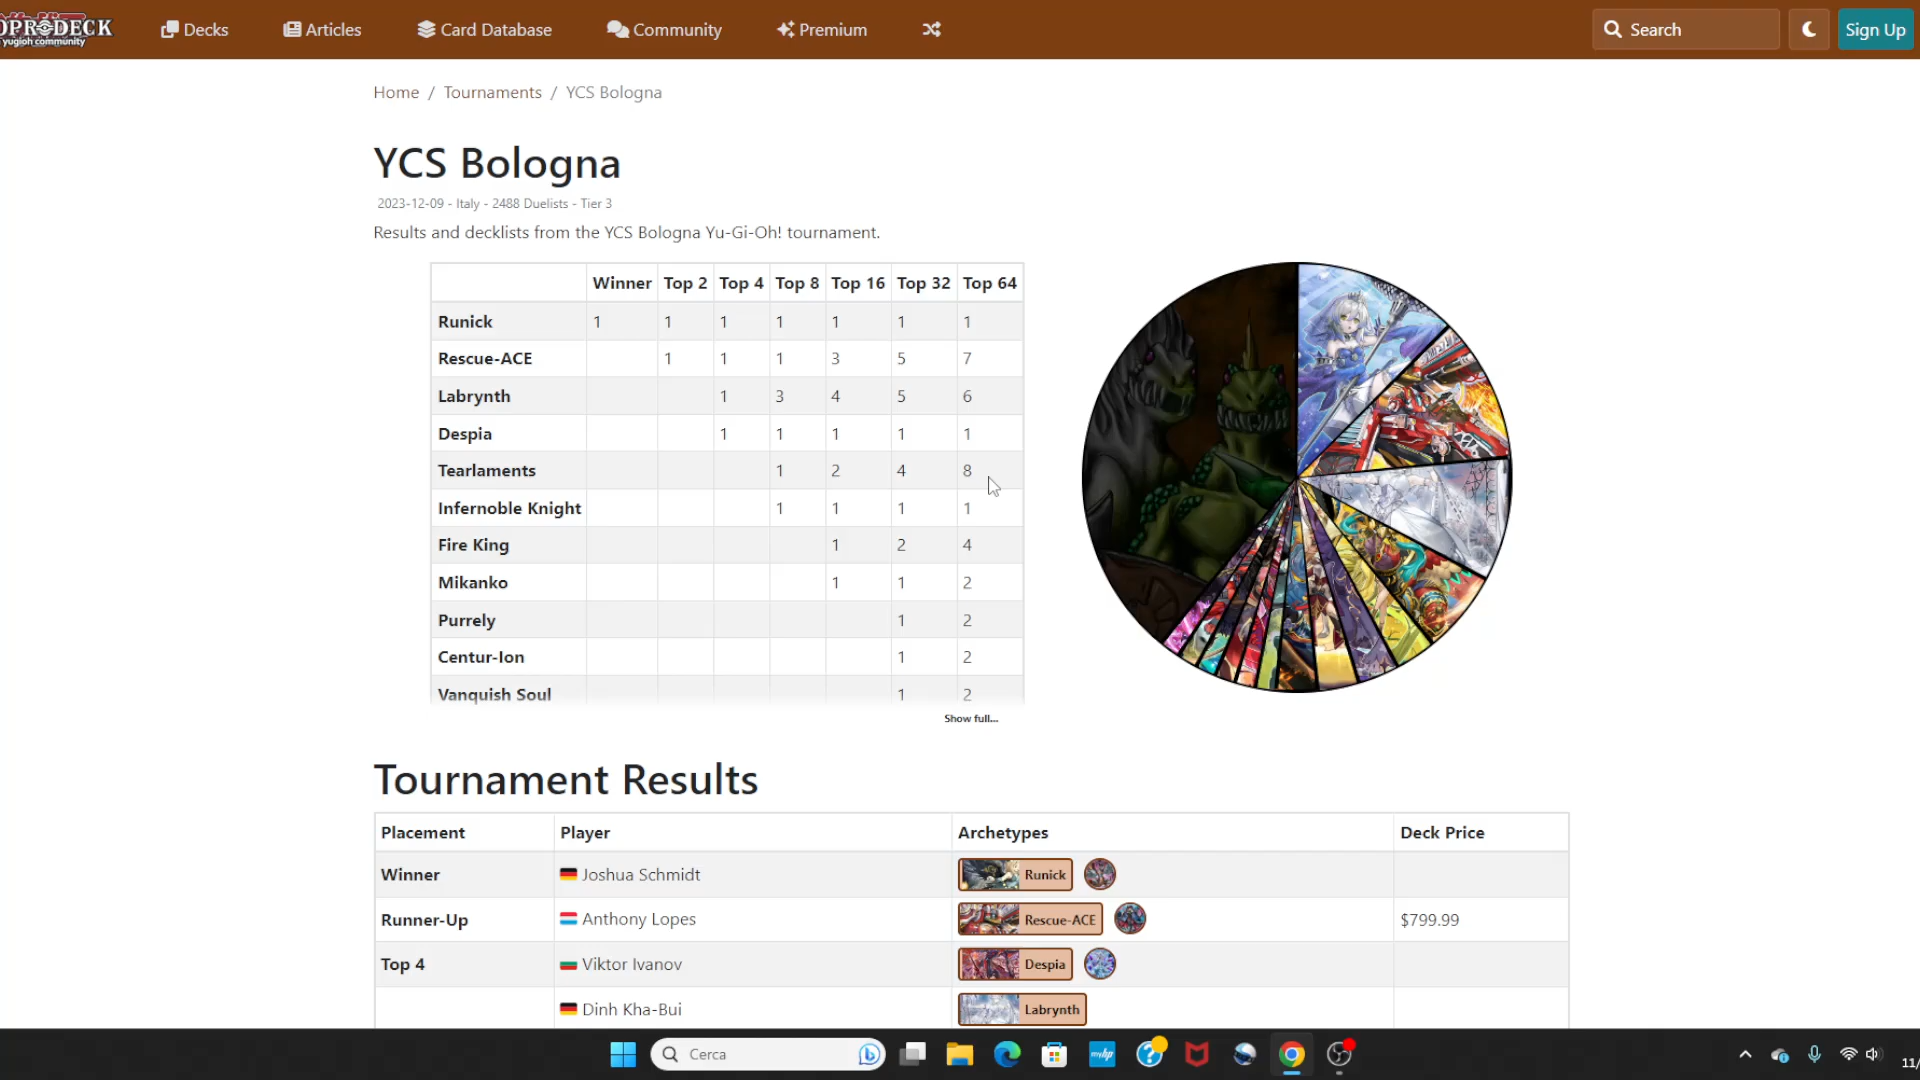 OPRODECK
yugioh community
Decks
Articles
Card Database
Community
Premium
Search
Sign Up
Home / Tournaments / YCS Bologna
YCS Bologna
2023-12-09 - Italy - 2488 Duelists - Tier 3
Results and decklists from the YCS Bologna Yu-Gi-Oh! tournament.
Winner Top 2 Top 4 Top 8 Top 16 Top 32 Top 64
Runick 1 1 1 1 1 1 1
Rescue-ACE 1 1 1 3 5 7
Labrynth 1 3 4 5 6
Despia 1 1 1 1 1
Tearlaments 1 2 4 8
Infernoble Knight 1 1 1 1
Fire King 1 2 4
Mikanko 1 1 2
Purrely 1 2
Centur-Ion 1 2
Vanquish Soul 1 2
Show full...
Tournament Results
Placement Player Archetypes Deck Price
Winner Joshua Schmidt Runick
Runner-Up Anthony Lopes Rescue-ACE $799.99
Top 4 Viktor Ivanov Despia
Dinh Kha-Bui Labrynth
Cerca
myhp
11/